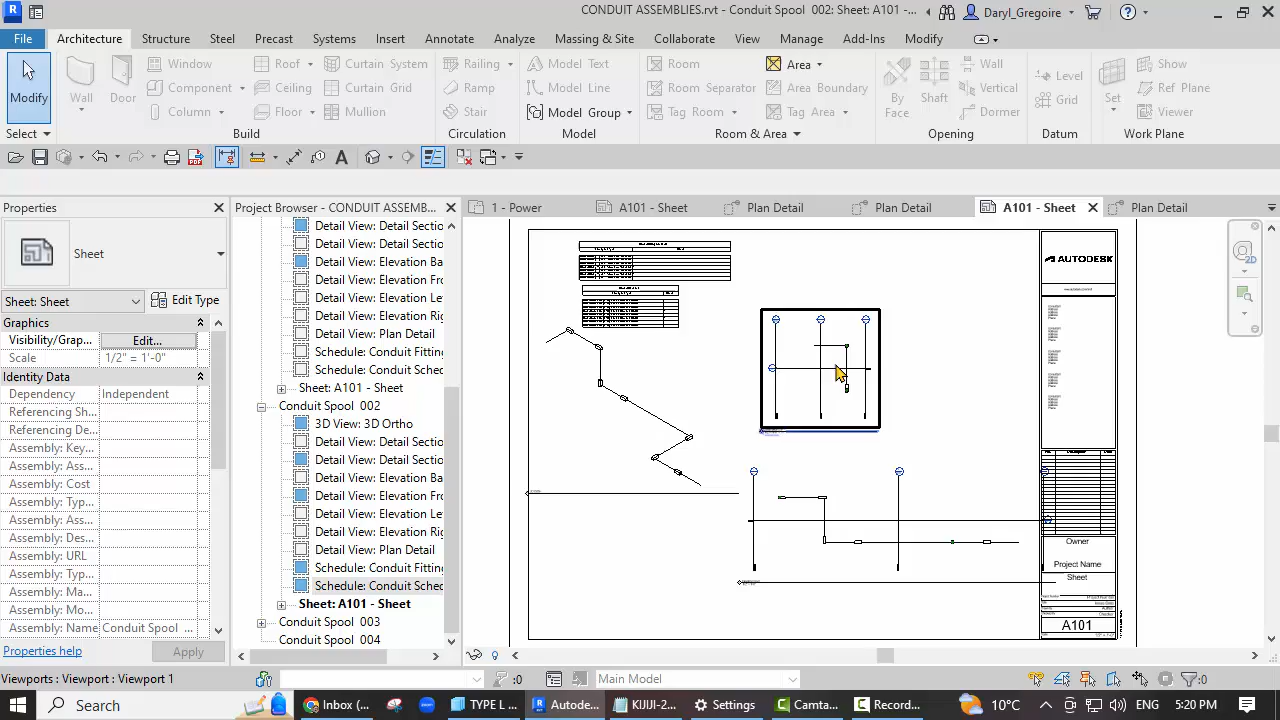 CONDUIT ASSEMBLIES.rvt - Conduit Spool  002: Sheet: A101 -...
Daryl_Gregoire
File
Architecture
Structure
Steel
Precast
Systems
Insert
Annotate
Analyze
Massing & Site
Collaborate
View
Manage
Add-Ins
Modify
Modify
Select
Wall
Door
Window
Component
Column
Roof
Ceiling
Floor
Curtain System
Curtain Grid
Mullion
Build
Railing
Ramp
Stair
Circulation
Model Text
Model Line
Model Group
Model
Room
Room Separator
Tag Room
Area
Area Boundary
Tag Area
Room & Area
By Face
Shaft
Wall
Vertical
Dormer
Opening
Level
Grid
Datum
Set
Show
Ref Plane
Viewer
Work Plane
Properties
Sheet
Sheet: Sheet
Edit Type
Graphics
Visibility/Grap...
Edit...
Scale
1/2" = 1'-0"
Identity Data
Dependency
Independent
Referencing Sh...
Referencing De...
Assembly: Key...
Assembly: Ass...
Assembly: Cost
Assembly: Typ...
Assembly: URL
Assembly: Des...
Assembly: Typ...
Assembly: Ma...
Assembly: Mo...
Assembly: Name
Conduit Spool ...
Properties help
Apply
Project Browser - CONDUIT ASSEMB...
Detail View: Detail Sectio
Detail View: Detail Sectio
Detail View: Elevation Ba
Detail View: Elevation Fro
Detail View: Elevation Le
Detail View: Elevation Rig
Detail View: Plan Detail
Schedule: Conduit Fitting
Schedule: Conduit Sched
Sheet: A101 - Sheet
Conduit Spool  002
3D View: 3D Ortho
Detail View: Detail Sectio
Detail View: Detail Sectio
Detail View: Elevation Ba
Detail View: Elevation Fro
Detail View: Elevation Le
Detail View: Elevation Rig
Detail View: Plan Detail
Schedule: Conduit Fitting
Schedule: Conduit Sched
Sheet: A101 - Sheet
Conduit Spool  003
Conduit Spool  004
1 - Power
A101 - Sheet
Plan Detail
Plan Detail
A101 - Sheet
Plan Detail
AUTODESK
Owner
Project Name
Sheet
A101
2D
Viewports : Viewport : Viewport 1
:0
Main Model
:0
Search
Inbox (...
TYPE L ...
Autode...
KIJIJI-2...
Settings
Camta...
Record...
10°C
ENG
5:20 PM